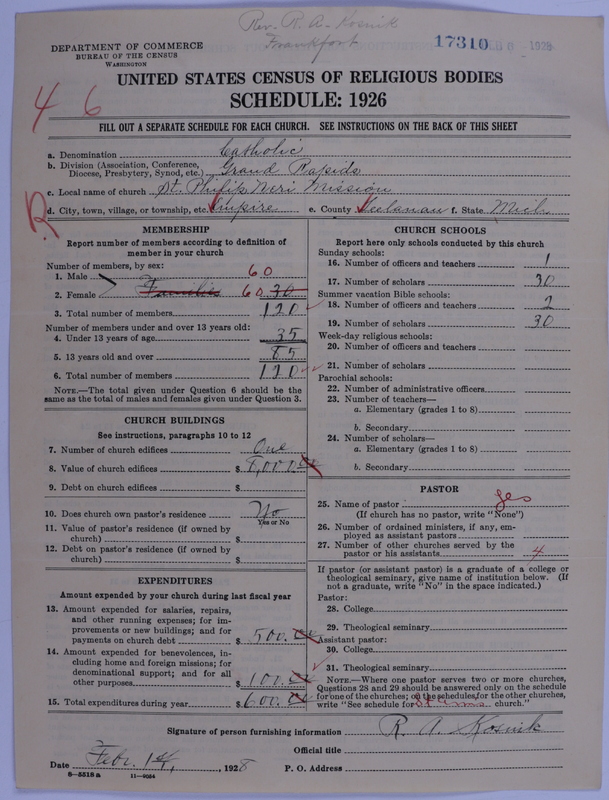 Rev. R. A. Kosnik
Frankfort
17310 FEB 6 1928
DEPARTMENT OF COMMERCE
BUREAU OF THE CENSUS
WASHINGTON
46
UNITED STATES CENSUS OF RELIGIOUS BODIES
SCHEDULE: 1926
FILL OUT A SEPARATE SCHEDULE FOR EACH CHURCH. SEE INSTRUCTIONS ON THE BACK OF THIS SHEET
a. Denomination Catholic
b. Division (Association, Conference, Diocese, Presbytery, Synod, etc.) Grand Rapids
c. Local name of church St. Philip Neri Mission
R
d. City, town, village, or township, etc. Empire e. County Leelanau f. State Mich
MEMBERSHIP
Report number of members according to definition of
member in your church
Number of members, by sex:
1. Male 60
2. Female Families 60 30
3. Total number of members 120
Number of members under and over 13 years old:
4. Under 13 years of age 35
5. 13 years old and over 85
6. Total number of members 120
NOTE.—The total given under Question 6 should be
same as the total of males and females given under Question 3.
CHURCH BUILDINGS
See instructions, paragraphs 10 to 12
7. Number of church edifices One
8. Value of church edifices $ 8,000.00
9. Debt on church edifices $
10. Does church own pastor's residence No
Yes or No
11. Value of pastor's residence (if owned by
church) $
12. Debt on pastor's residence (if owned by
church) $
EXPENDITURES
Amount expended by your church during last fiscal year
13. Amount expended for salaries, repairs,
and other running expenses; for im-
provements or new buildings; and for
payments on church debt $ 500.00
14. Amount expended for benevolences, in-
cluding home and foreign missions; for
denominational support; and for all
other purposes $ 100.00
15. Total expenditures during year $ 600.00
CHURCH SCHOOLS
Report here only schools conducted by this church
Sunday schools:
16. Number of officers and teachers 1
17. Number of scholars 30
Summer vacation Bible schools:
18. Number of officers and teachers 2
19. Number of scholars 30
Week-day religious schools:
20. Number of officers and teachers
21. Number of scholars
Parochial schools:
22. Number of administrative officers
23. Number of teachers—
a. Elementary (grades 1 to 8)
b. Secondary
24. Number of scholars—
a. Elementary (grades 1 to 8)
b. Secondary
PASTOR
25. Name of pastor yes
(If church has no pastor, write "None")
26. Number of ordained ministers, if any, em-
ployed as assistant pastors
27. Number of other churches served by the
pastor or his assistants 4
If pastor (or assistant pastor) is a graduate of a college or
theological seminary, give name of institution below. (If
not a graduate, write "No" in the space indicated.)
Pastor:
28. College
29. Theological seminary
Assistant pastor:
30. College
31. Theological seminary
NOTE.—Where one pastor serves two or more churches,
Questions 28 and 29 should be answered only on the schedule
for one of the churches; on the schedules for the other churches,
write "See schedule for church."
Signature of person furnishing information R. A. Kosnik
Official title
Date Febr. 14, 1928 P. O. Address
8—5518a 11—9054